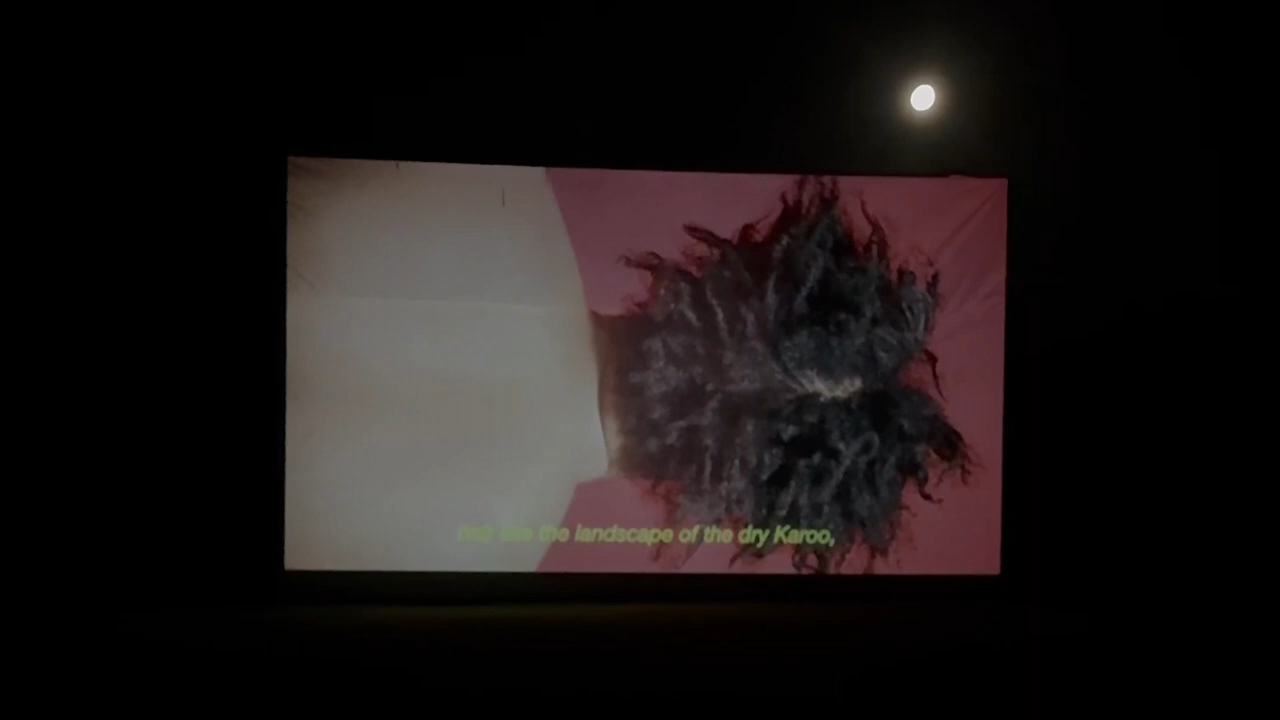 the landscape of the dry Karoo,